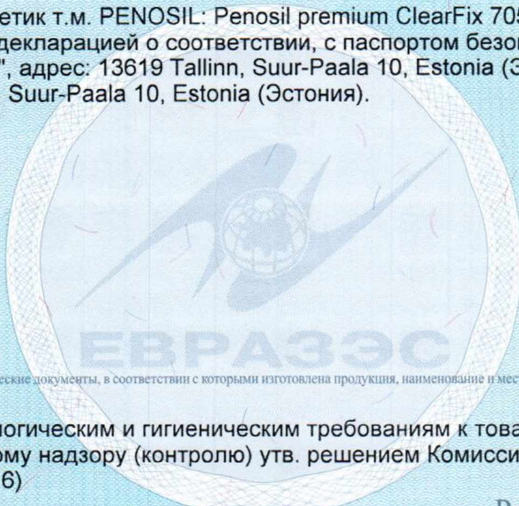 етик т.м. PENOSIL: Penosil premium ClearFix 705
декларацией о соответствии, с паспортом безо
", адрес: 13619 Tallinn, Suur-Paala 10, Estonia (Э
Suur-Paala 10, Estonia (Эстония).
ЕВРАЗЭС
еские документы, в соответствии с которыми изготовлена продукция, наименование и мес
логическим и гигиеническим требованиям к това
ому надзору (контролю) утв. решением Комисси
6)